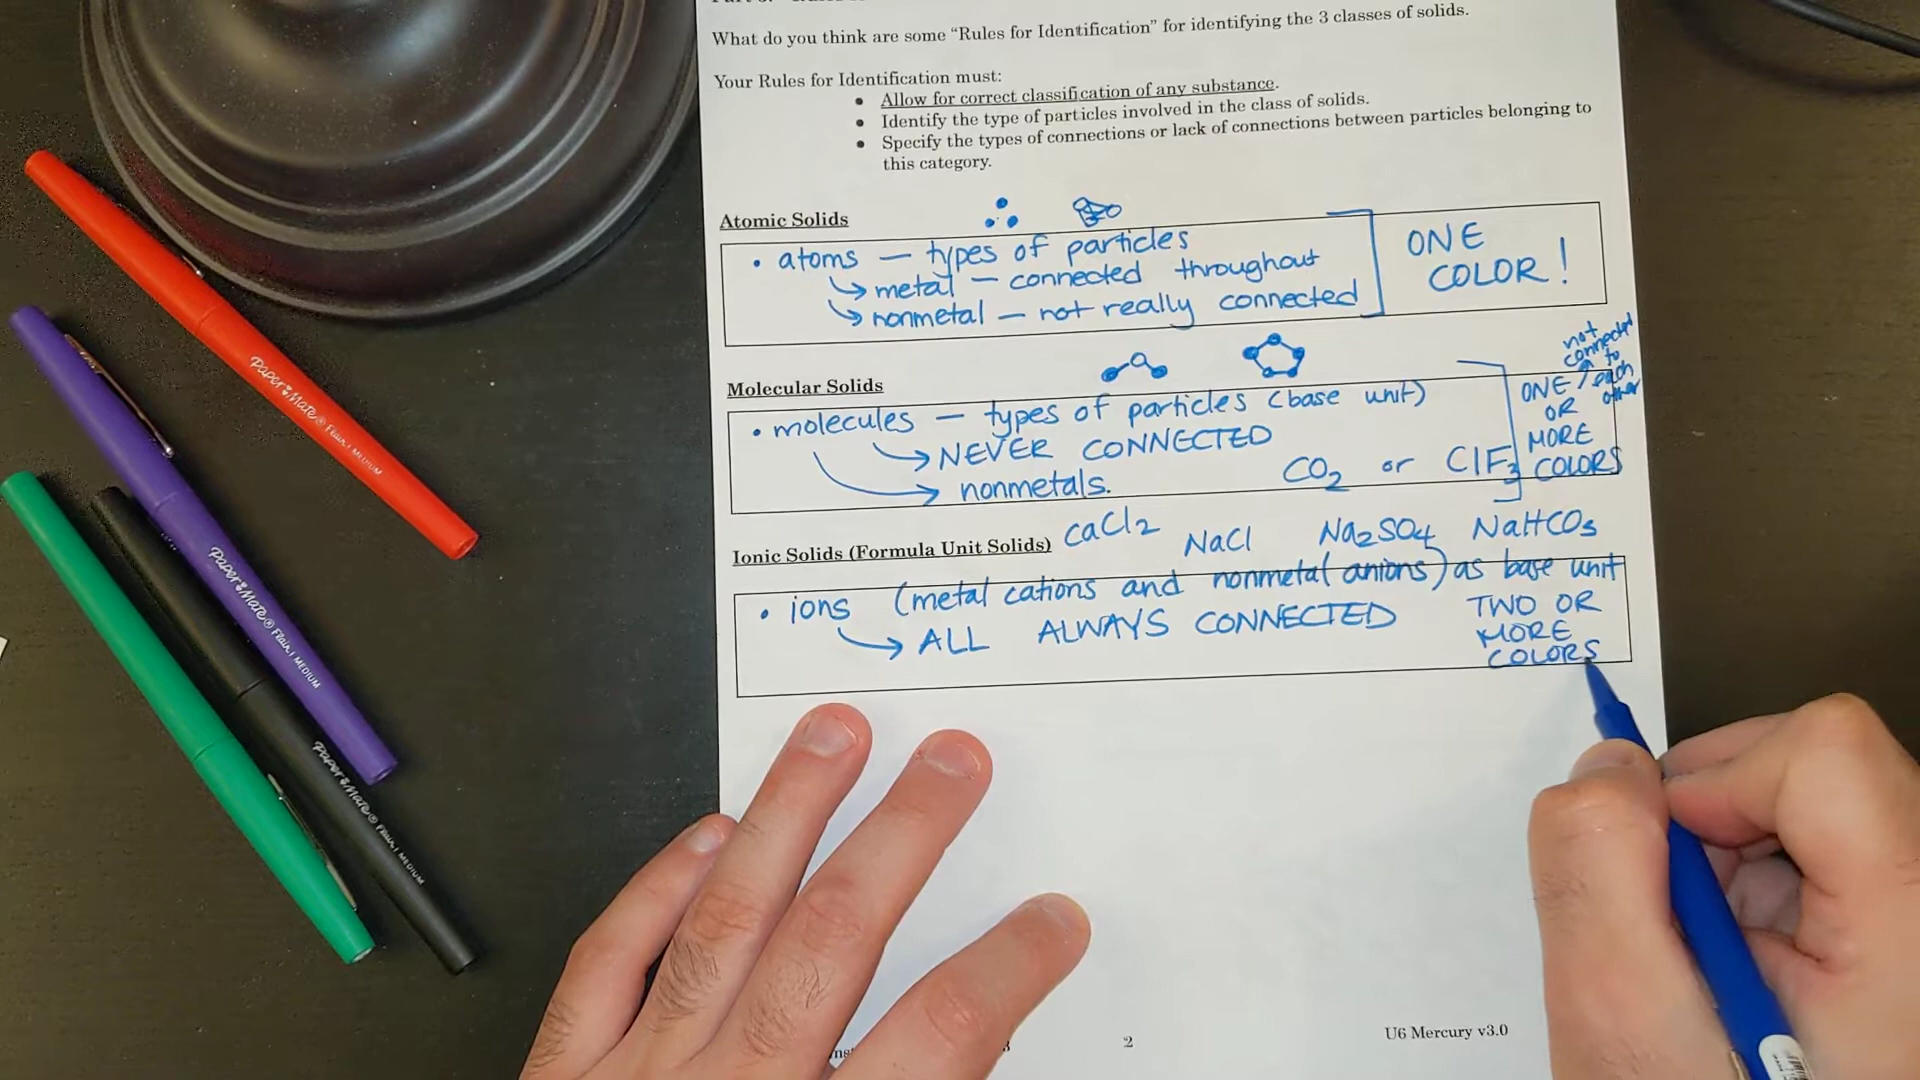 What do you think are some “Rules for Identification” for identifying the 3 classes of solids.
Your Rules for Identification must:
• Allow for correct classification of any substance.
• Identify the type of particles involved in the class of solids.
• Specify the types of connections or lack of connections between particles belonging to
this category.
Atomic Solids
• atoms — types of particles
metal — connected throughout
nonmetal — not really connected
ONE
COLOR!
Molecular Solids
• molecules — types of particles (base unit)
NEVER CONNECTED
nonmetals.
CO2 or ClF3
ONE
OR
MORE
COLORS
not
connected
to
each
other
Ionic Solids (Formula Unit Solids)
CaCl2 NaCl Na2SO4 NaHCO3
• ions (metal cations and nonmetal anions) as base unit
ALL ALWAYS CONNECTED
TWO OR
MORE
COLORS
2
U6 Mercury v3.0
Paper Mate® Flair | MEDIUM
Paper Mate® Flair | MEDIUM
Paper Mate® Flair | MEDIUM